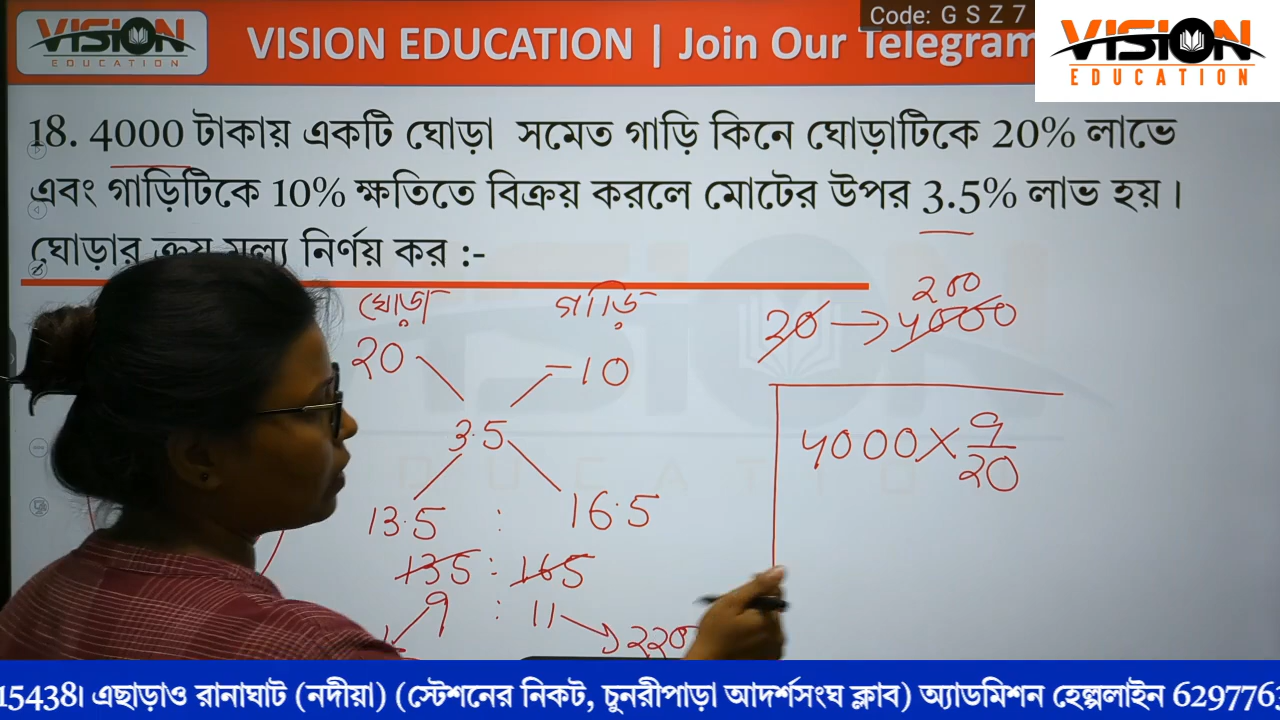 VISION EDUCATION
VISION EDUCATION | Join Our Telegram
Code: G S Z 7
VISION EDUCATION
18. 4000 টাকায় একটি ঘোড়া সমেত গাড়ি কিনে ঘোড়াটিকে 20% লাভে
এবং গাড়িটিকে 10% ক্ষতিতে বিক্রয় করলে মোটের উপর 3.5% লাভ হয়।
ঘোড়ার ক্রয় মূল্য নির্ণয় কর :-
ঘোড়া গাড়ি
20 -10
3.5
13.5 : 16.5
135 : 165
9 : 11
2200
200
20 → 4000
4000 × 9/20
15438। এছাড়াও রানাঘাট (নদীয়া) (স্টেশনের নিকট, চুনরীপাড়া আদর্শসংঘ ক্লাব) অ্যাডমিশন হেল্পলাইন 6297763